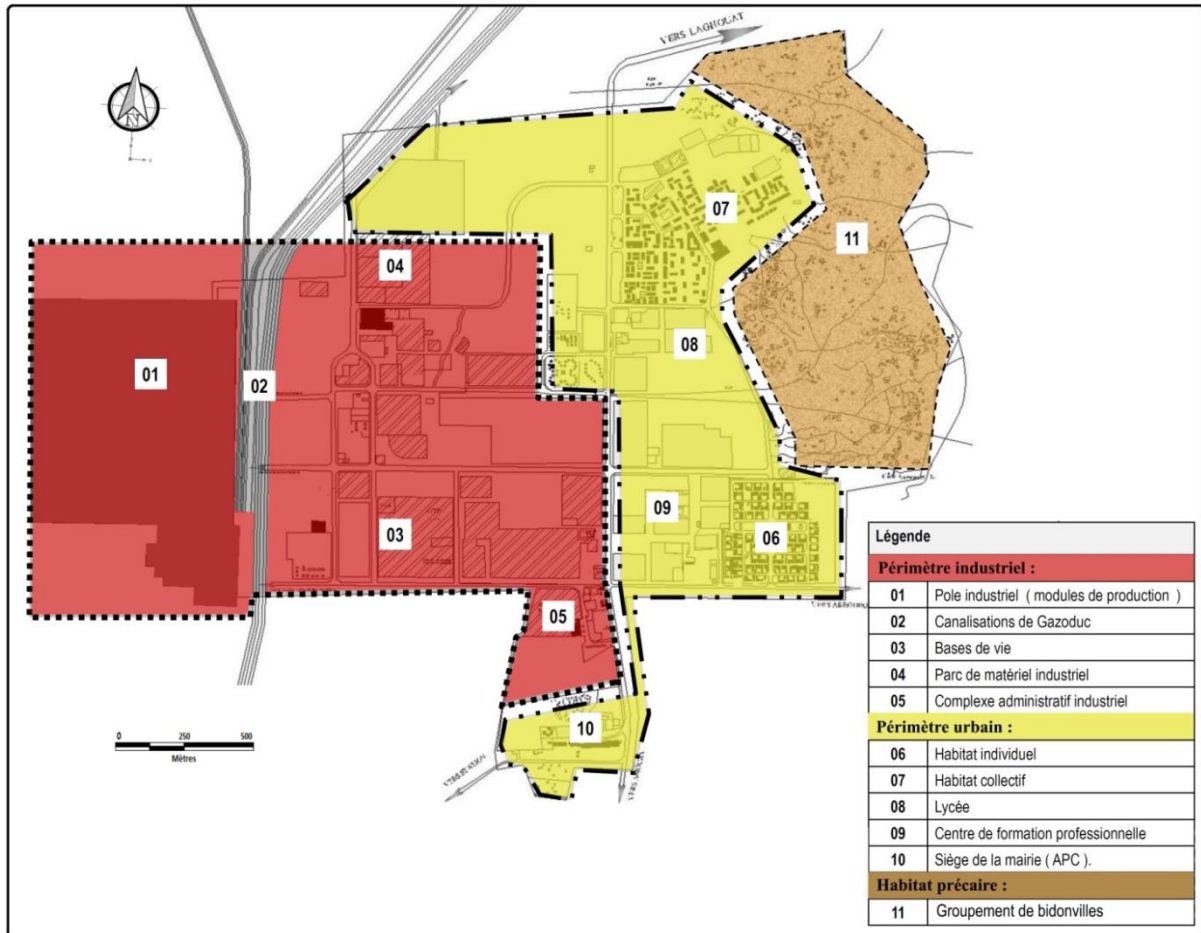 VERS LAGHOUAT
N
04
07
11
01
02
08
03
09
06
05
10
0 250 500
Mètres
Légende
Périmètre industriel :
01 Pole industriel ( modules de production )
02 Canalisations de Gazoduc
03 Bases de vie
04 Parc de matériel industriel
05 Complexe administratif industriel
Périmètre urbain :
06 Habitat individuel
07 Habitat collectif
08 Lycée
09 Centre de formation professionnelle
10 Siège de la mairie ( APC ).
Habitat précaire :
11 Groupement de bidonvilles